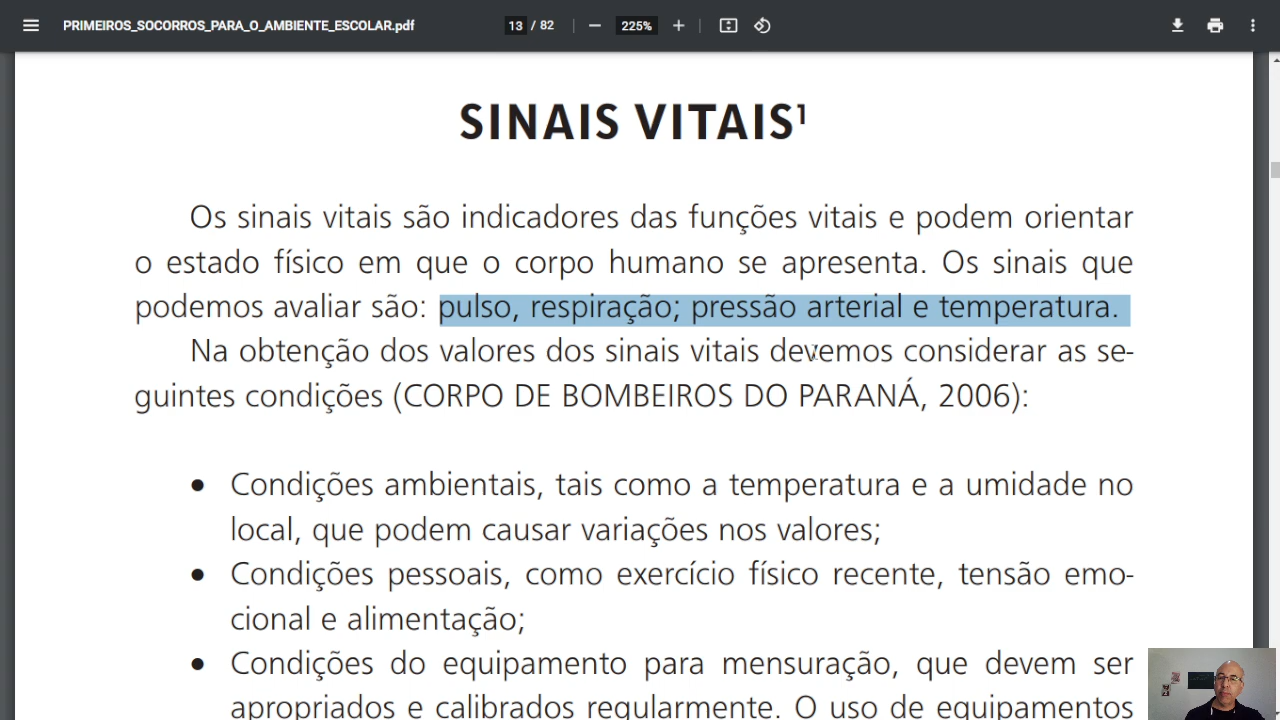 PRIMEIROS_SOCORROS_PARA_O_AMBIENTE_ESCOLAR.pdf 13 / 82 225%
SINAIS VITAIS¹
Os sinais vitais são indicadores das funções vitais e podem orientar
o estado físico em que o corpo humano se apresenta. Os sinais que
podemos avaliar são: pulso, respiração; pressão arterial e temperatura.
Na obtenção dos valores dos sinais vitais devemos considerar as se-
guintes condições (CORPO DE BOMBEIROS DO PARANÁ, 2006):
• Condições ambientais, tais como a temperatura e a umidade no
local, que podem causar variações nos valores;
• Condições pessoais, como exercício físico recente, tensão emo-
cional e alimentação;
• Condições do equipamento para mensuração, que devem ser
apropriados e calibrados regularmente. O uso de equipamentos